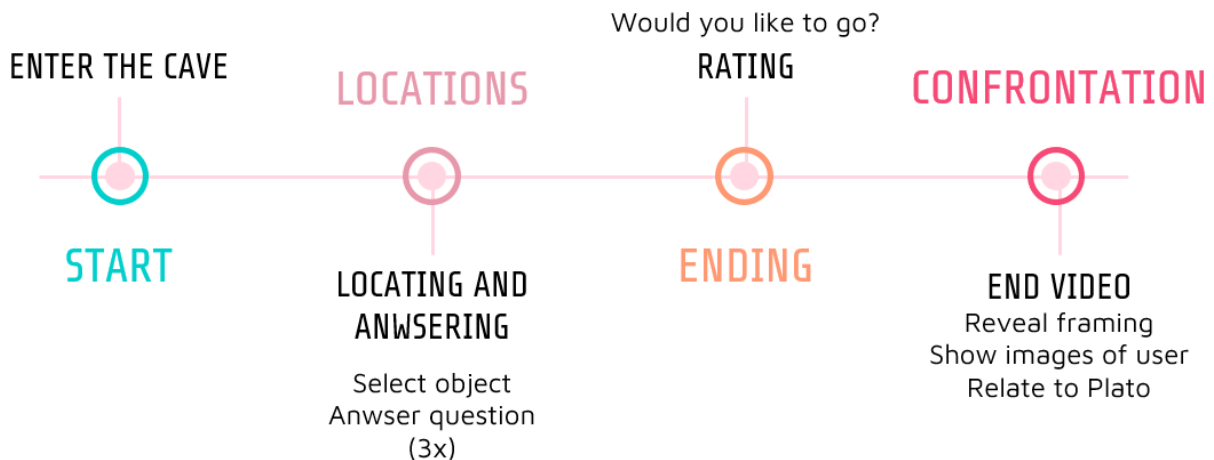 ENTER THE CAVE
START
LOCATIONS
LOCATING AND
ANWSERING
Select object
Anwser question
(3x)
Would you like to go?
RATING
ENDING
CONFRONTATION
END VIDEO
Reveal framing
Show images of user
Relate to Plato